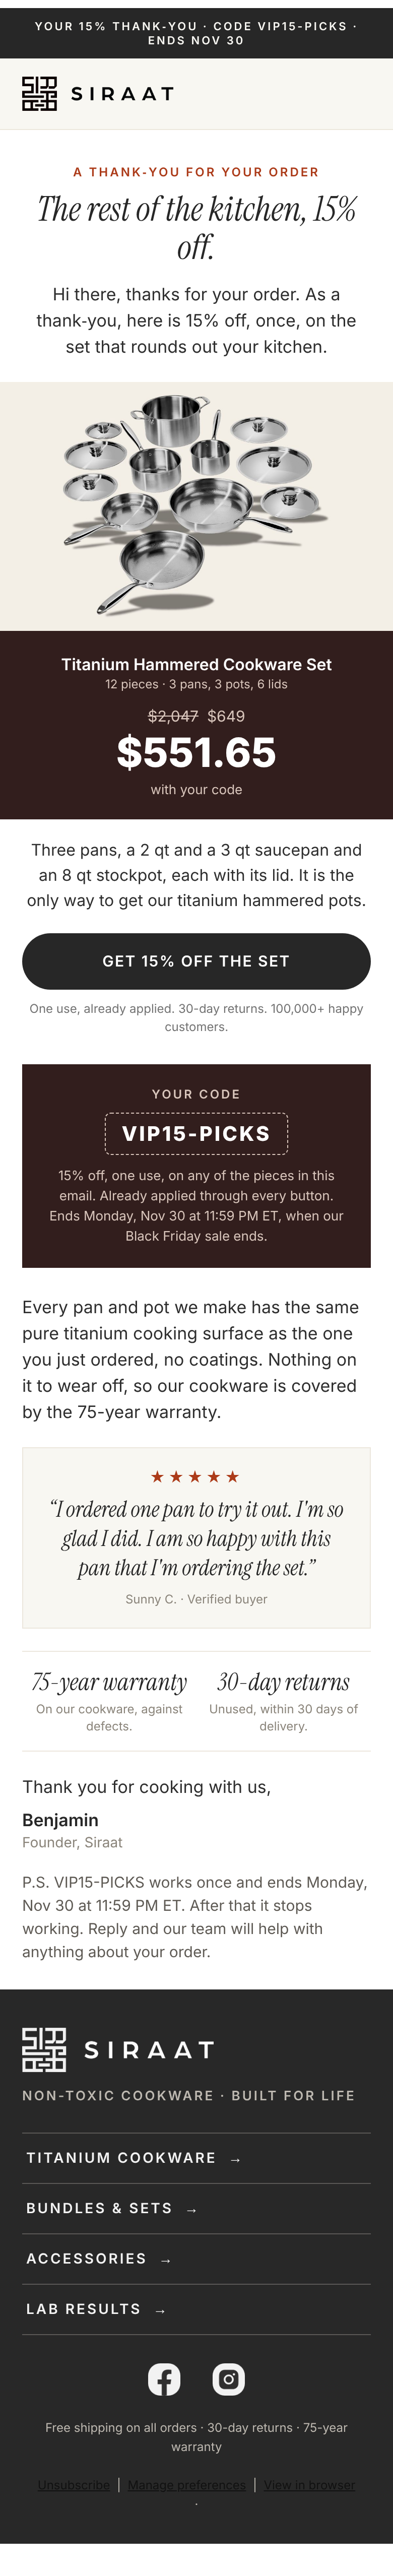 YOUR 15% THANK-YOU · CODE VIP15-PICKS ·
ENDS NOV 30
SIRAAT
A THANK-YOU FOR YOUR ORDER
The rest of the kitchen, 15%
off.
Hi there, thanks for your order. As a
thank-you, here is 15% off, once, on the
set that rounds out your kitchen.
Titanium Hammered Cookware Set
12 pieces · 3 pans, 3 pots, 6 lids
$2,047 $649
$551.65
with your code
Three pans, a 2 qt and a 3 qt saucepan and
an 8 qt stockpot, each with its lid. It is the
only way to get our titanium hammered pots.
GET 15% OFF THE SET
One use, already applied. 30-day returns. 100,000+ happy
customers.
YOUR CODE
VIP15-PICKS
15% off, one use, on any of the pieces in this
email. Already applied through every button.
Ends Monday, Nov 30 at 11:59 PM ET, when our
Black Friday sale ends.
Every pan and pot we make has the same
pure titanium cooking surface as the one
you just ordered, no coatings. Nothing on
it to wear off, so our cookware is covered
by the 75-year warranty.
★★★★★
“I ordered one pan to try it out. I'm so
glad I did. I am so happy with this
pan that I'm ordering the set.”
Sunny C. · Verified buyer
75-year warranty
On our cookware, against
defects.
30-day returns
Unused, within 30 days of
delivery.
Thank you for cooking with us,
Benjamin
Founder, Siraat
P.S. VIP15-PICKS works once and ends Monday,
Nov 30 at 11:59 PM ET. After that it stops
working. Reply and our team will help with
anything about your order.
SIRAAT
NON-TOXIC COOKWARE · BUILT FOR LIFE
TITANIUM COOKWARE →
BUNDLES & SETS →
ACCESSORIES →
LAB RESULTS →
Free shipping on all orders · 30-day returns · 75-year
warranty
Unsubscribe | Manage preferences | View in browser
·